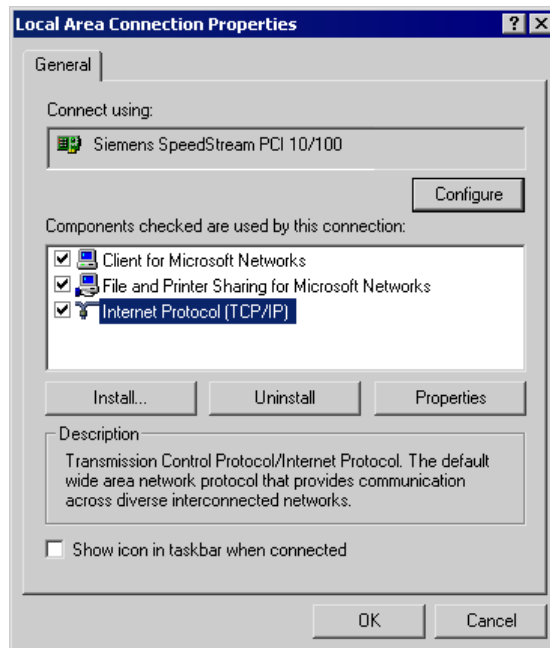 Local Area Connection Properties
General
Connect using:
Siemens SpeedStream PCI 10/100
Configure
Components checked are used by this connection:
Client for Microsoft Networks
File and Printer Sharing for Microsoft Networks
Internet Protocol (TCP/IP)
Install...
Uninstall
Properties
Description
Transmission Control Protocol/Internet Protocol. The default
wide area network protocol that provides communication
across diverse interconnected networks.
Show icon in taskbar when connected
OK
Cancel